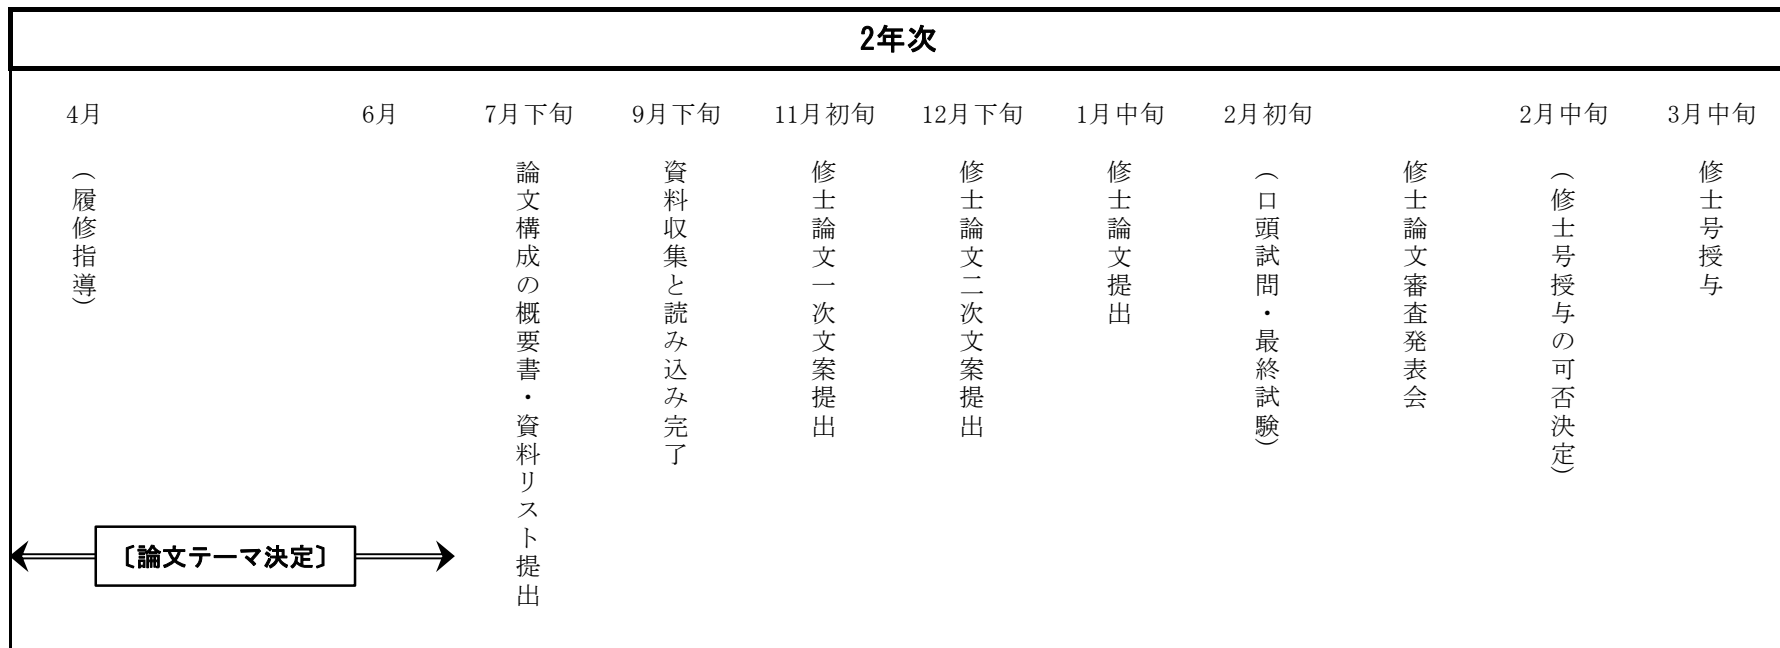 2年次
4月
6月
7月下旬
9月下旬
11月初旬
12月下旬
1月中旬
2月初旬
2月中旬
3月中旬
(履修指導)
論文構成の概要書・資料リスト提出
資料収集と読み込み完了
修士論文一次文案提出
修士論文二次文案提出
修士論文提出
(口頭試問・最終試験)
修士論文審査発表会
(修士号授与の可否決定)
修士号授与
〔論文テーマ決定〕